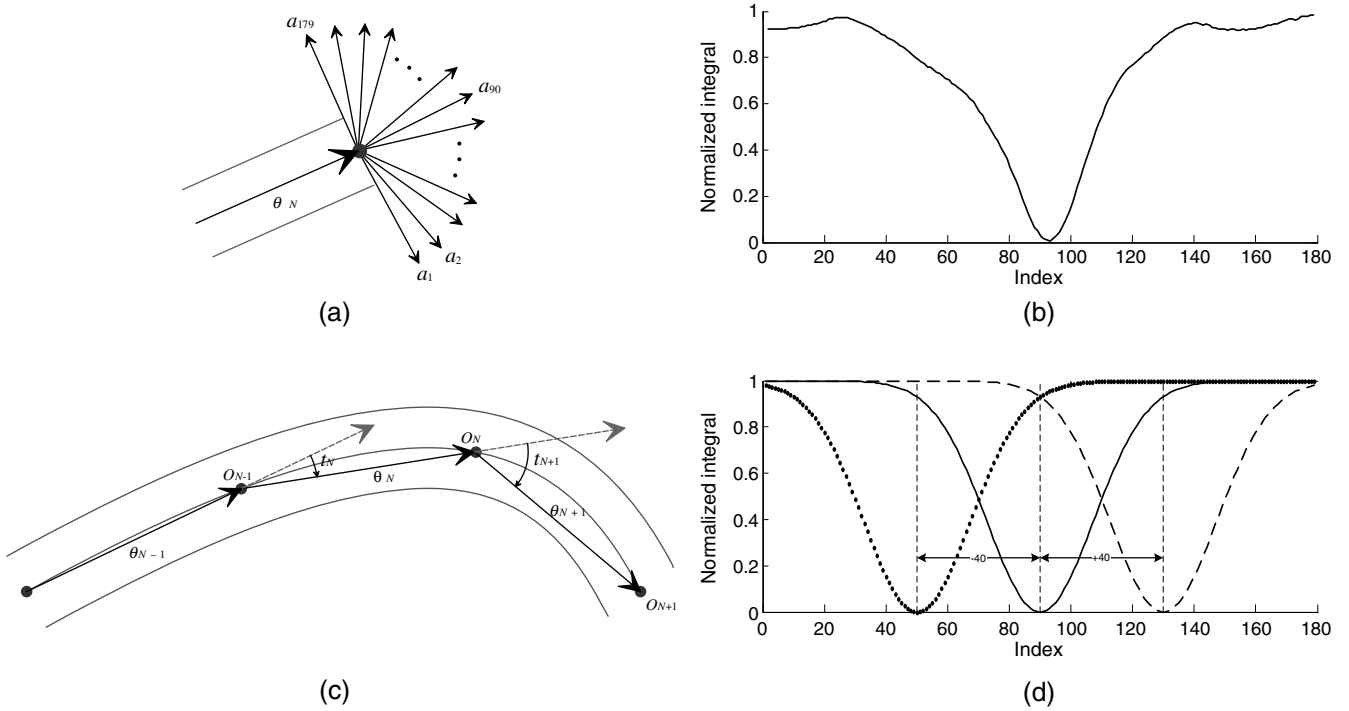 a179
a90
θ N
a2
a1
(a)
1
0.8
0.6
0.4
0.2
0
0 20 40 60 80 100 120 140 160 180
Normalized integral
Index
(b)
ON
ON-1
tN
tN+1
θ N
θN+1
θN−1
ON+1
(c)
1
0.8
0.6
0.4
0.2
0
-40 +40
0 20 40 60 80 100 120 140 160 180
Normalized integral
Index
(d)